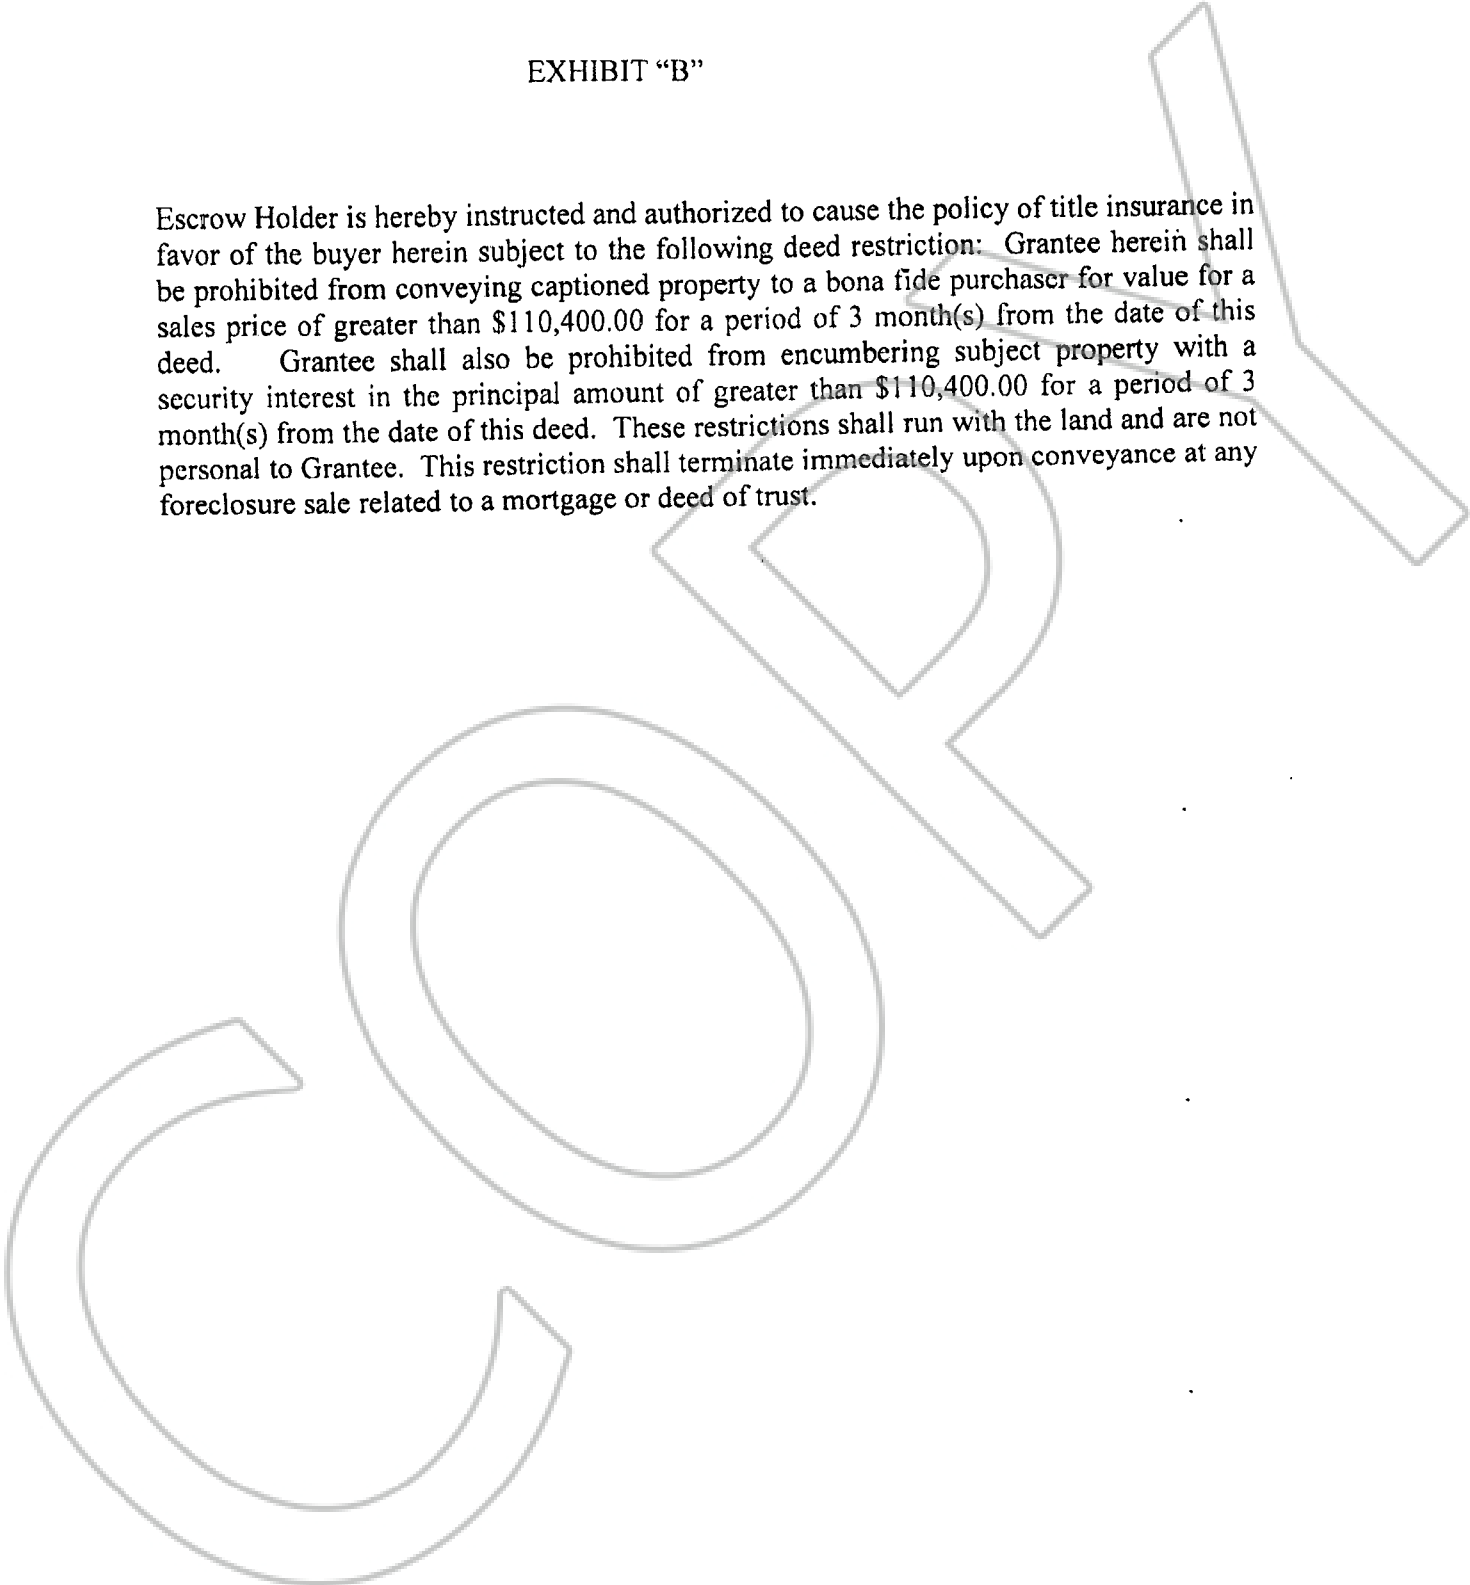 EXHIBIT “B”
Escrow Holder is hereby instructed and authorized to cause the policy of title insurance in
favor of the buyer herein subject to the following deed restriction: Grantee herein shall
be prohibited from conveying captioned property to a bona fide purchaser for value for a
sales price of greater than $110,400.00 for a period of 3 month(s) from the date of this
deed. Grantee shall also be prohibited from encumbering subject property with a
security interest in the principal amount of greater than $110,400.00 for a period of 3
month(s) from the date of this deed. These restrictions shall run with the land and are not
personal to Grantee. This restriction shall terminate immediately upon conveyance at any
foreclosure sale related to a mortgage or deed of trust.
COPY